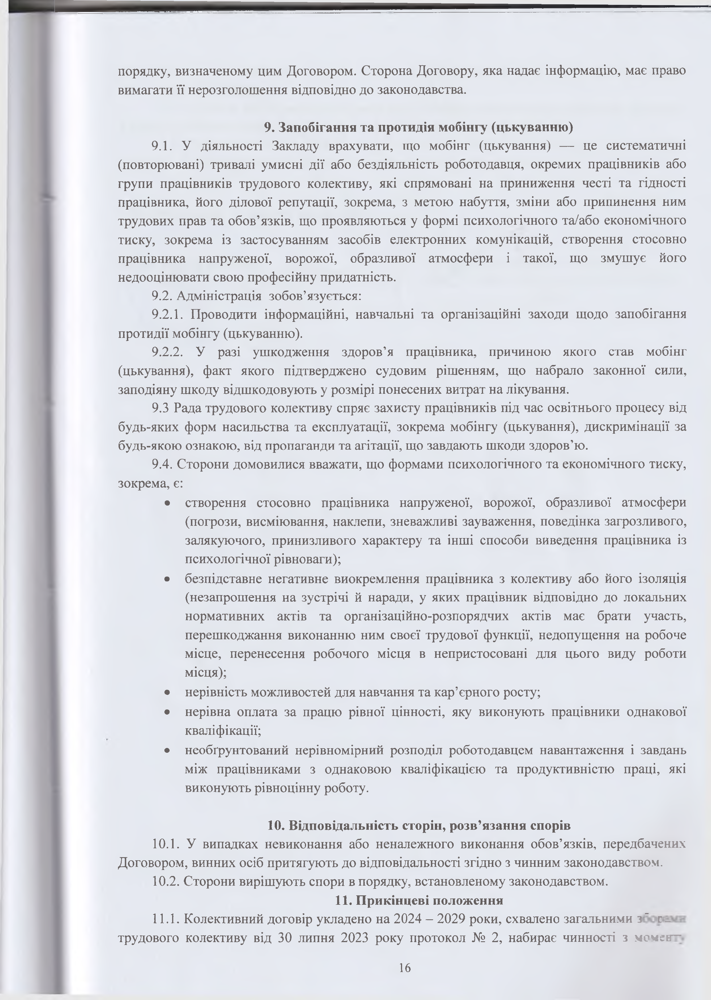 порядку, визначеному цим Договором. Сторона Договору, яка надає інформацію, має право
вимагати її нерозголошення відповідно до законодавства.
9. Запобігання та протидія мобінгу (цькуванню)
9.1. У діяльності Закладу врахувати, що мобінг (цькування) — це систематичні
(повторювані) тривалі умисні дії або бездіяльність роботодавця, окремих працівників або
групи працівників трудового колективу, які спрямовані на приниження честі та гідності
працівника, його ділової репутації, зокрема, з метою набуття, зміни або припинення ним
трудових прав та обов’язків, що проявляються у формі психологічного та/або економічного
тиску, зокрема із застосуванням засобів електронних комунікацій, створення стосовно
працівника напруженої, ворожої, образливої атмосфери і такої, що змушує його
недооцінювати свою професійну придатність.
9.2. Адміністрація зобов’язується:
9.2.1. Проводити інформаційні, навчальні та організаційні заходи щодо запобігання
протидії мобінгу (цькуванню).
9.2.2. У разі ушкодження здоров’я працівника, причиною якого став мобінг
(цькування), факт якого підтверджено судовим рішенням, що набрало законної сили,
заподіяну шкоду відшкодовують у розмірі понесених витрат на лікування.
9.3 Рада трудового колективу спряє захисту працівників під час освітнього процесу від
будь-яких форм насильства та експлуатації, зокрема мобінгу (цькування), дискримінації за
будь-якою ознакою, від пропаганди та агітації, що завдають шкоди здоров’ю.
9.4. Сторони домовилися вважати, що формами психологічного та економічного тиску,
зокрема, є:
• створення стосовно працівника напруженої, ворожої, образливої атмосфери
(погрози, висміювання, наклепи, зневажливі зауваження, поведінка загрозливого,
залякуючого, принизливого характеру та інші способи виведення працівника із
психологічної рівноваги);
• безпідставне негативне виокремлення працівника з колективу або його ізоляція
(незапрошення на зустрічі й наради, у яких працівник відповідно до локальних
нормативних актів та організаційно-розпорядчих актів має брати участь,
перешкоджання виконанню ним своєї трудової функції, недопущення на робоче
місце, перенесення робочого місця в непристосовані для цього виду роботи
місця);
• нерівність можливостей для навчання та кар’єрного росту;
• нерівна оплата за працю рівної цінності, яку виконують працівники однакової
кваліфікації;
• необґрунтований нерівномірний розподіл роботодавцем навантаження і завдань
між працівниками з однаковою кваліфікацією та продуктивністю праці, які
виконують рівноцінну роботу.
10. Відповідальність сторін, розв’язання спорів
10.1. У випадках невиконання або неналежного виконання обов’язків, передбачених
Договором, винних осіб притягують до відповідальності згідно з чинним законодавством.
10.2. Сторони вирішують спори в порядку, встановленому законодавством.
11. Прикінцеві положення
11.1. Колективний договір укладено на 2024 – 2029 роки, схвалено загальними зборами
трудового колективу від 30 липня 2023 року протокол № 2, набирає чинності з моменту
16